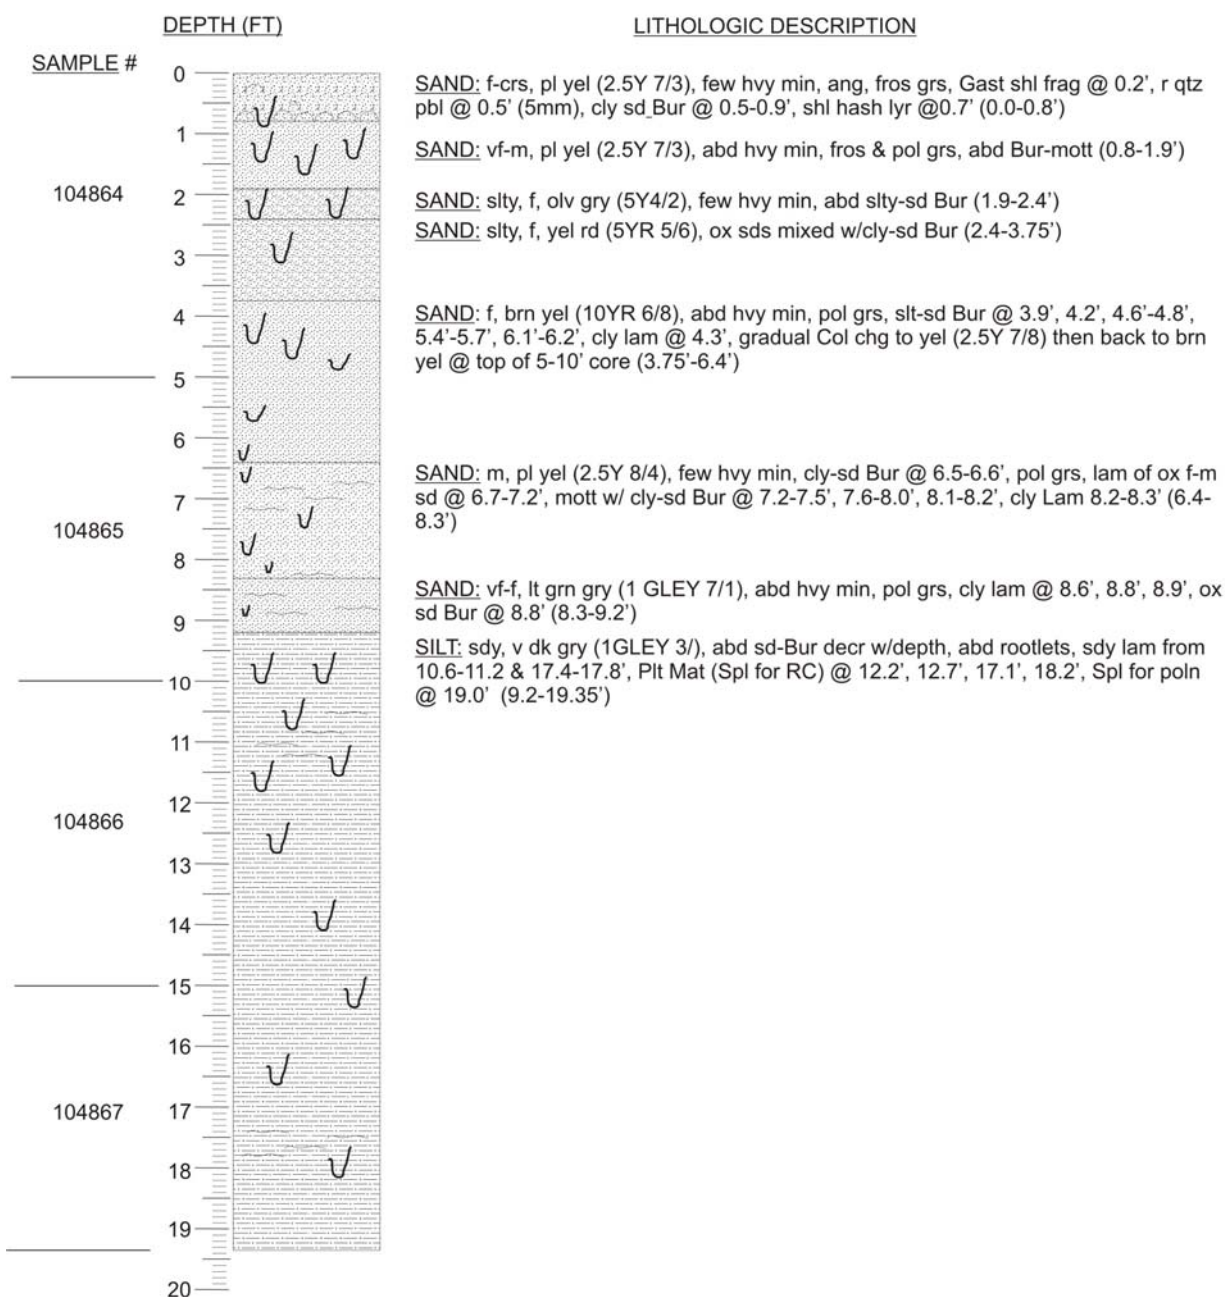 DEPTH (FT)
LITHOLOGIC DESCRIPTION
SAMPLE #
0
SAND: f-crs, pl yel (2.5Y 7/3), few hvy min, ang, fros grs, Gast shl frag @ 0.2’, r qtz
pbl @ 0.5’ (5mm), cly sd_Bur @ 0.5-0.9’, shl hash lyr @0.7’ (0.0-0.8’)
1
SAND: vf-m, pl yel (2.5Y 7/3), abd hvy min, fros & pol grs, abd Bur-mott (0.8-1.9’)
104864
2
SAND: slty, f, olv gry (5Y4/2), few hvy min, abd slty-sd Bur (1.9-2.4’)
SAND: slty, f, yel rd (5YR 5/6), ox sds mixed w/cly-sd Bur (2.4-3.75’)
3
4
SAND: f, brn yel (10YR 6/8), abd hvy min, pol grs, slt-sd Bur @ 3.9’, 4.2’, 4.6’-4.8’,
5.4’-5.7’, 6.1’-6.2’, cly lam @ 4.3’, gradual Col chg to yel (2.5Y 7/8) then back to brn
yel @ top of 5-10’ core (3.75’-6.4’)
5
6
SAND: m, pl yel (2.5Y 8/4), few hvy min, cly-sd Bur @ 6.5-6.6’, pol grs, lam of ox f-m
sd @ 6.7-7.2’, mott w/ cly-sd Bur @ 7.2-7.5’, 7.6-8.0’, 8.1-8.2’, cly Lam 8.2-8.3’ (6.4-
8.3’)
7
104865
8
SAND: vf-f, lt grn gry (1 GLEY 7/1), abd hvy min, pol grs, cly lam @ 8.6’, 8.8’, 8.9’, ox
sd Bur @ 8.8’ (8.3-9.2’)
9
SILT: sdy, v dk gry (1GLEY 3/), abd sd-Bur decr w/depth, abd rootlets, sdy lam from
10.6-11.2 & 17.4-17.8’, Plt Mat (Spl for RC) @ 12.2’, 12.7’, 17.1’, 18.2’, Spl for poln
@ 19.0’ (9.2-19.35’)
10
11
12
104866
13
14
15
16
17
104867
18
19
20